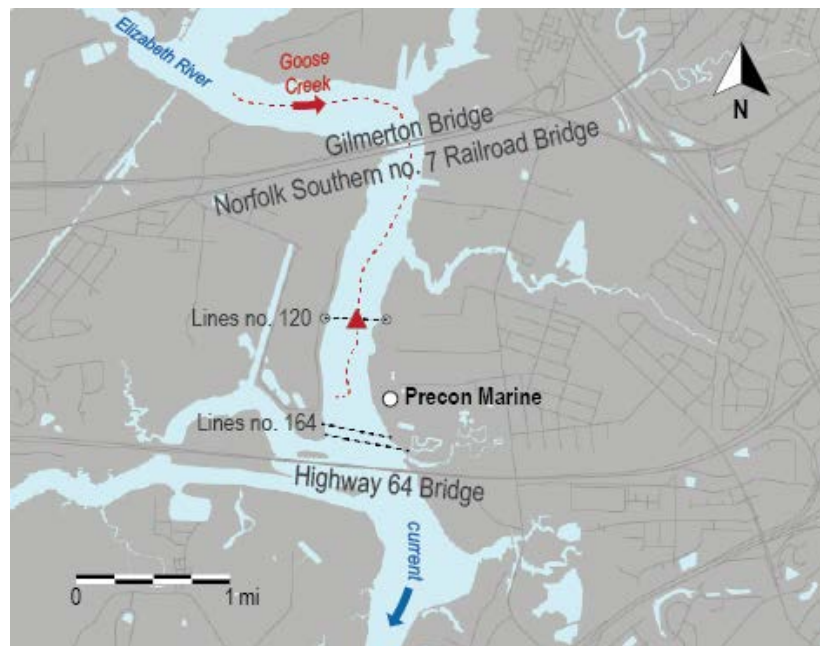 Elizabeth River
Goose
Creek
N
Gilmerton Bridge
Norfolk Southern no. 7 Railroad Bridge
Lines no. 120
Precon Marine
Lines no. 164
Highway 64 Bridge
current
0
1 mi